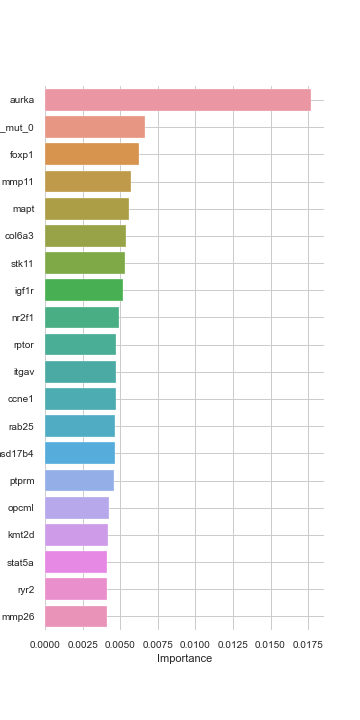 aurka
_mut_0
foxp1
mmp11
mapt
col6a3
stk11
igf1r
nr2f1
rptor
itgav
ccne1
rab25
sd17b4
ptprm
opcml
kmt2d
stat5a
ryr2
mmp26
0.0000 0.0025 0.0050 0.0075 0.0100 0.0125 0.0150 0.0175
Importance